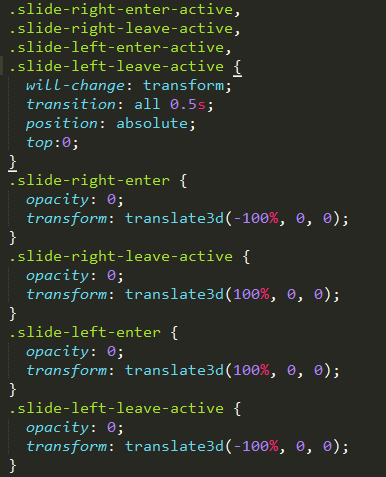 .slide-right-enter-active,
.slide-right-leave-active,
.slide-left-enter-active,
.slide-left-leave-active {
  will-change: transform;
  transition: all 0.5s;
  position: absolute;
  top:0;
}
.slide-right-enter {
  opacity: 0;
  transform: translate3d(-100%, 0, 0);
}
.slide-right-leave-active {
  opacity: 0;
  transform: translate3d(100%, 0, 0);
}
.slide-left-enter {
  opacity: 0;
  transform: translate3d(100%, 0, 0);
}
.slide-left-leave-active {
  opacity: 0;
  transform: translate3d(-100%, 0, 0);
}